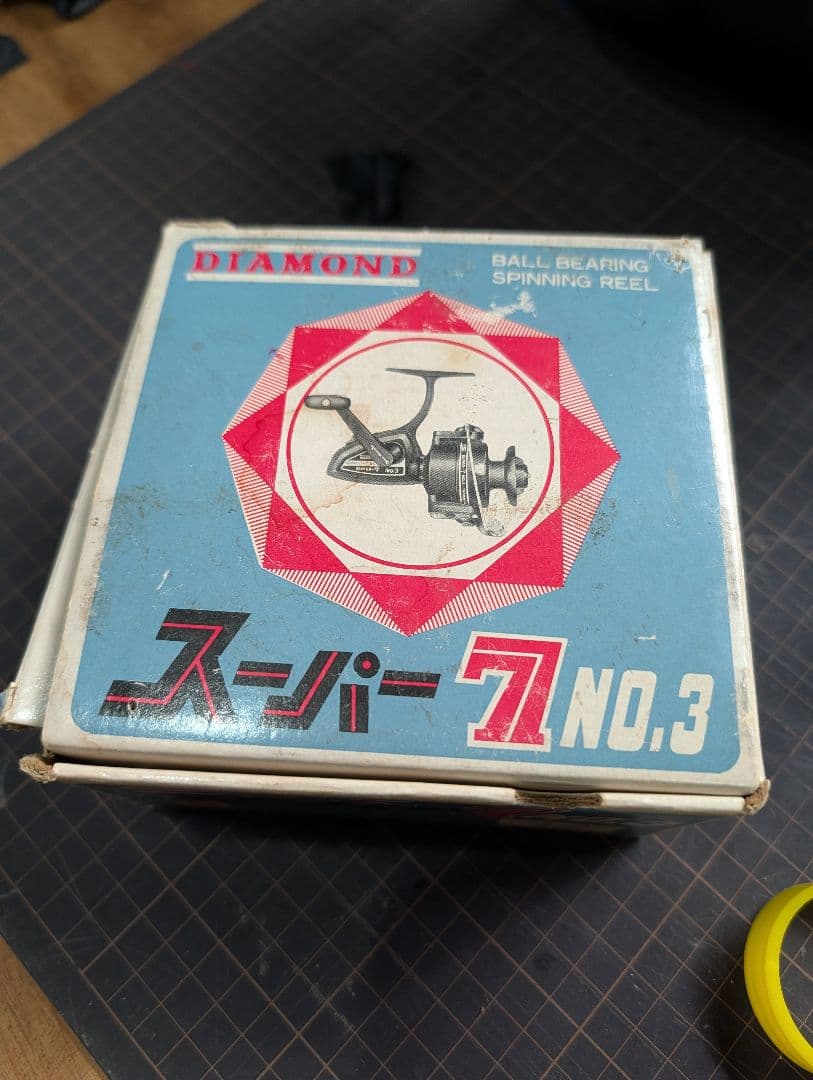 DIAMOND
BALL BEARING
SPINNING REEL
スーパー7 NO.3